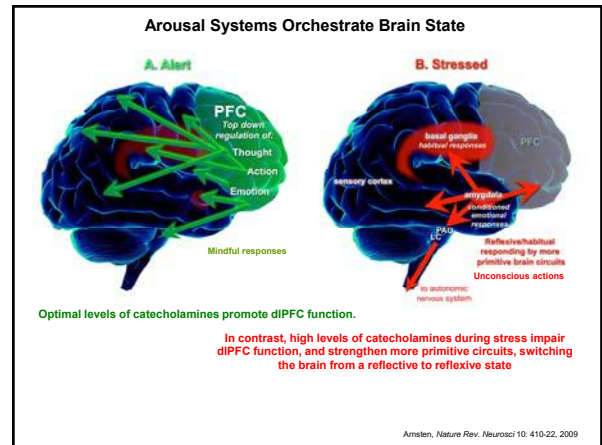 Arousal Systems Orchestrate Brain State
A. Alert
PFC
Top down
regulation of:
Thought
Action
Emotion
Mindful responses
B. Stressed
basal ganglia
habitual responses
PFC
sensory cortex
amygdala
conditioned
emotional
responses
PAG
LC
Reflexive/habitual
responding by more
primitive brain circuits
Unconscious actions
to autonomic
nervous system
Optimal levels of catecholamines promote dlPFC function.
In contrast, high levels of catecholamines during stress impair
dlPFC function, and strengthen more primitive circuits, switching
the brain from a reflective to reflexive state
Arnsten, Nature Rev. Neurosci 10: 410-22, 2009